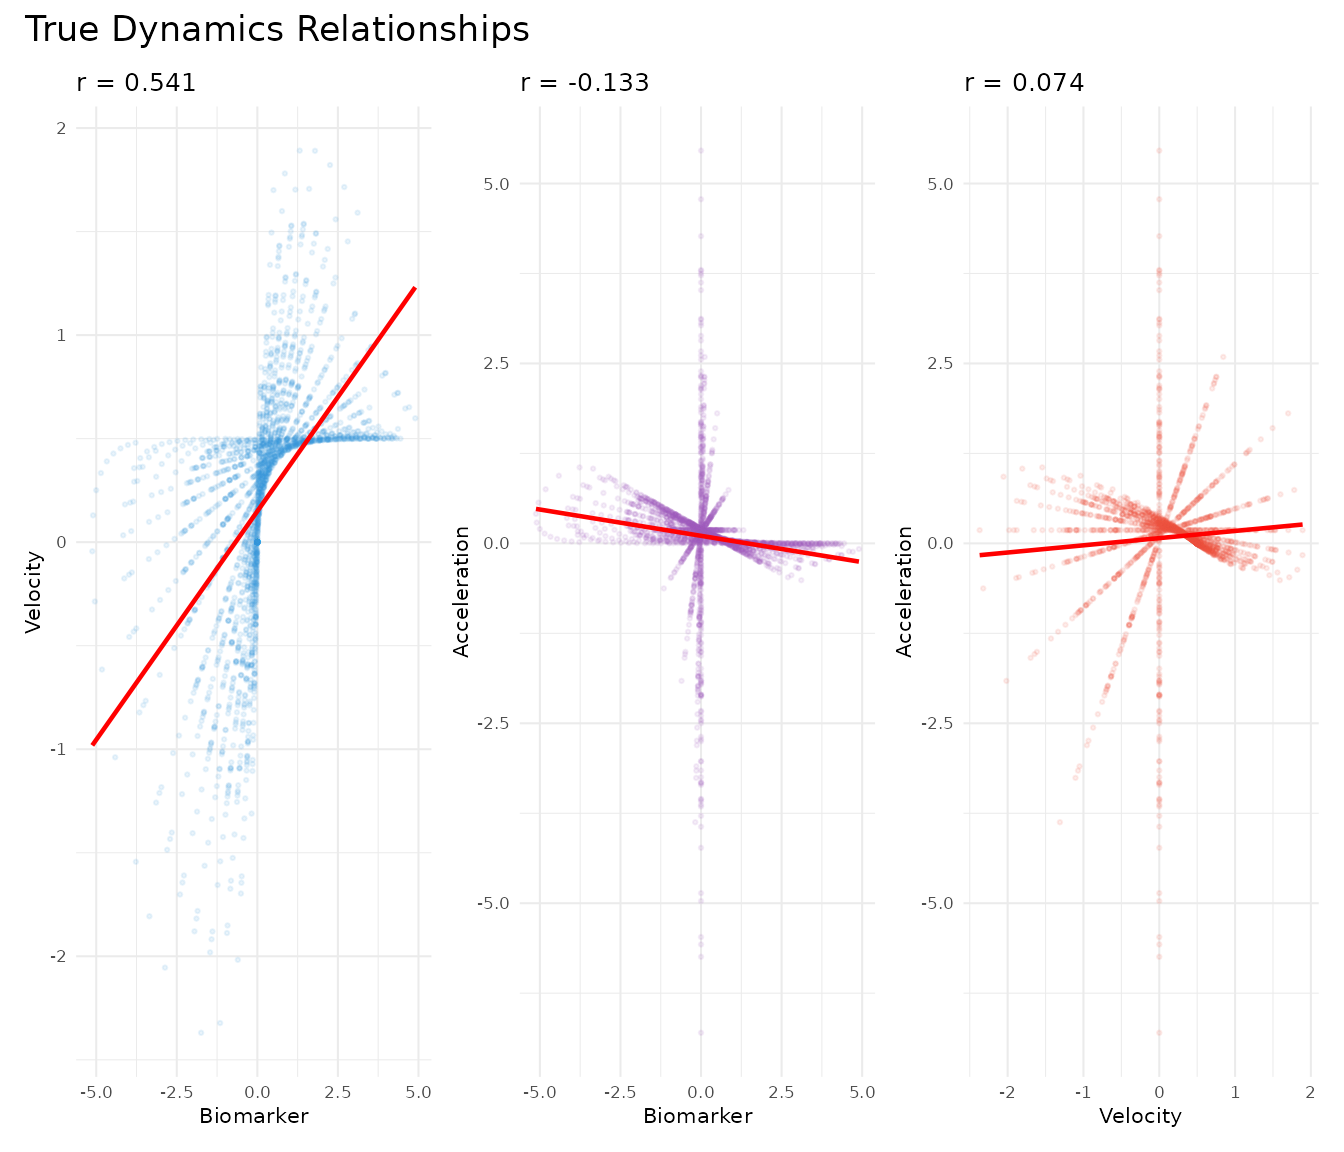 True Dynamics Relationships
r = 0.541
r = -0.133
r = 0.074
2
1
0
-1
-2
Velocity
-5.0 -2.5 0.0 2.5 5.0
Biomarker
5.0
2.5
0.0
-2.5
-5.0
Acceleration
-5.0 -2.5 0.0 2.5 5.0
Biomarker
5.0
2.5
0.0
-2.5
-5.0
Acceleration
-2 -1 0 1 2
Velocity